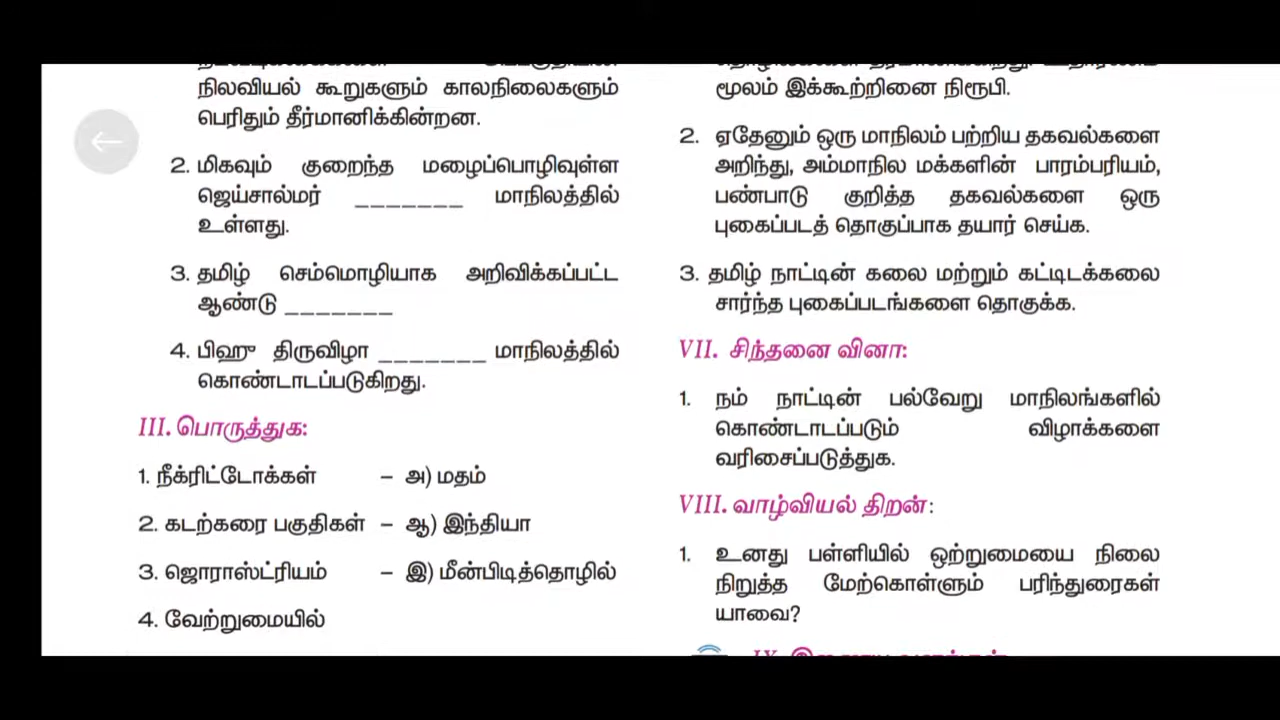 நிலவியல் கூறுகளும் காலநிலைகளும்
பெரிதும் தீர்மானிக்கின்றன.
2. மிகவும் குறைந்த மழைப்பொழிவுள்ள
ஜெய்சால்மர் _______ மாநிலத்தில்
உள்ளது.
3. தமிழ் செம்மொழியாக அறிவிக்கப்பட்ட
ஆண்டு _______
4. பிஹு திருவிழா _______ மாநிலத்தில்
கொண்டாடப்படுகிறது.
III. பொருத்துக:
1. நீக்ரிட்டோக்கள் – அ) மதம்
2. கடற்கரை பகுதிகள் – ஆ) இந்தியா
3. ஜொராஸ்ட்ரியம் – இ) மீன்பிடித்தொழில்
4. வேற்றுமையில்
மூலம் இக்கூற்றினை நிரூபி.
2. ஏதேனும் ஒரு மாநிலம் பற்றிய தகவல்களை
அறிந்து, அம்மாநில மக்களின் பாரம்பரியம்,
பண்பாடு குறித்த தகவல்களை ஒரு
புகைப்படத் தொகுப்பாக தயார் செய்க.
3. தமிழ் நாட்டின் கலை மற்றும் கட்டிடக்கலை
சார்ந்த புகைப்படங்களை தொகுக்க.
VII. சிந்தனை வினா:
1. நம் நாட்டின் பல்வேறு மாநிலங்களில்
கொண்டாடப்படும் விழாக்களை
வரிசைப்படுத்துக.
VIII. வாழ்வியல் திறன்:
1. உனது பள்ளியில் ஒற்றுமையை நிலை
நிறுத்த மேற்கொள்ளும் பரிந்துரைகள்
யாவை?